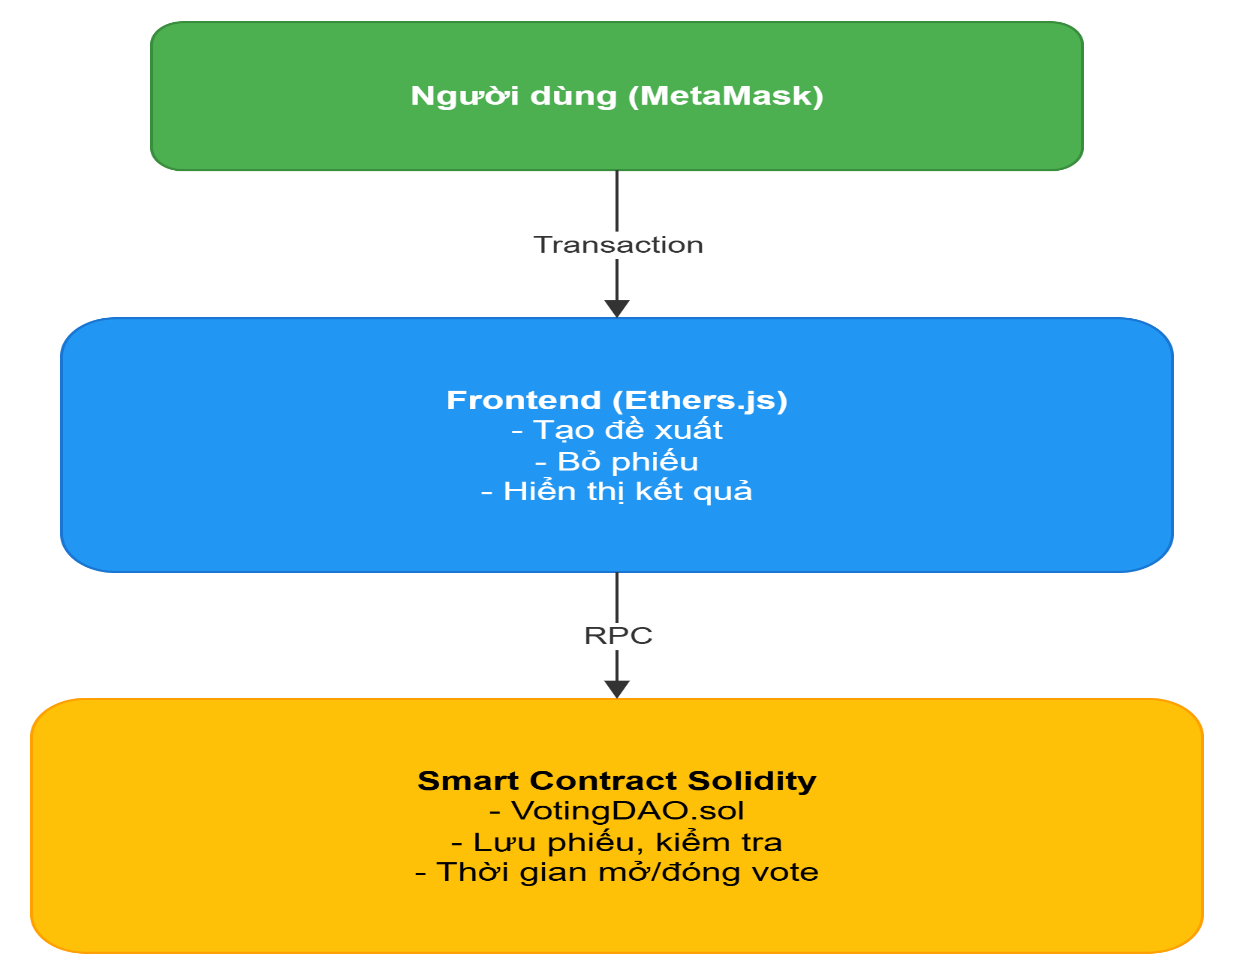 Người dùng (MetaMask)
Transaction
Frontend (Ethers.js)
- Tạo đề xuất
- Bỏ phiếu
- Hiển thị kết quả
RPC
Smart Contract Solidity
- VotingDAO.sol
- Lưu phiếu, kiểm tra
- Thời gian mở/đóng vote